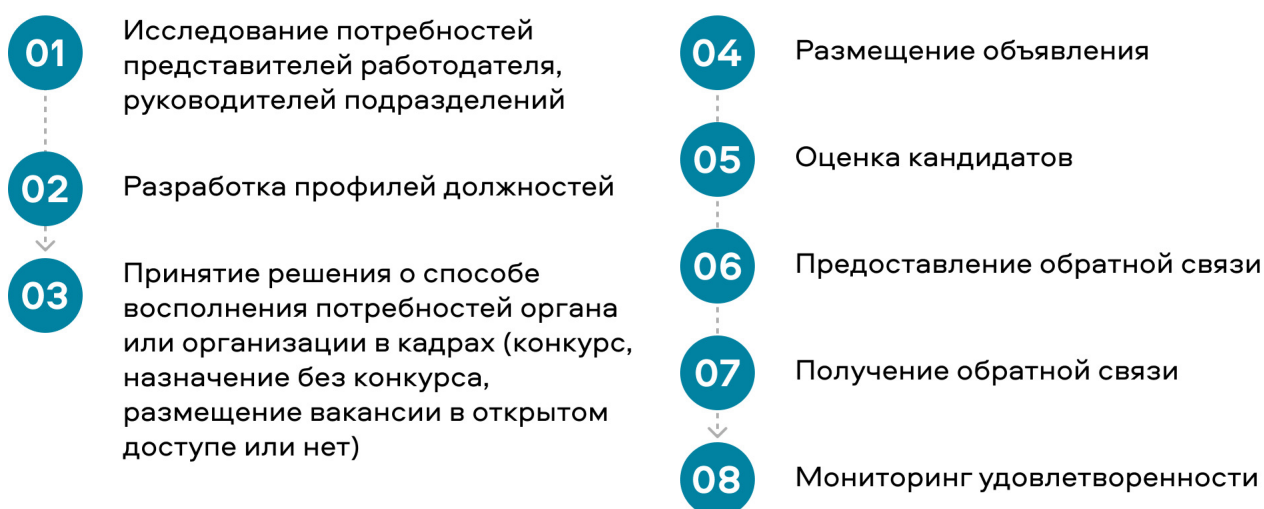 01
Исследование потребностей
представителей работодателя,
руководителей подразделений
02
Разработка профилей должностей
03
Принятие решения о способе
восполнения потребностей органа
или организации в кадрах (конкурс,
назначение без конкурса,
размещение вакансии в открытом
доступе или нет)
04
Размещение объявления
05
Оценка кандидатов
06
Предоставление обратной связи
07
Получение обратной связи
08
Мониторинг удовлетворенности